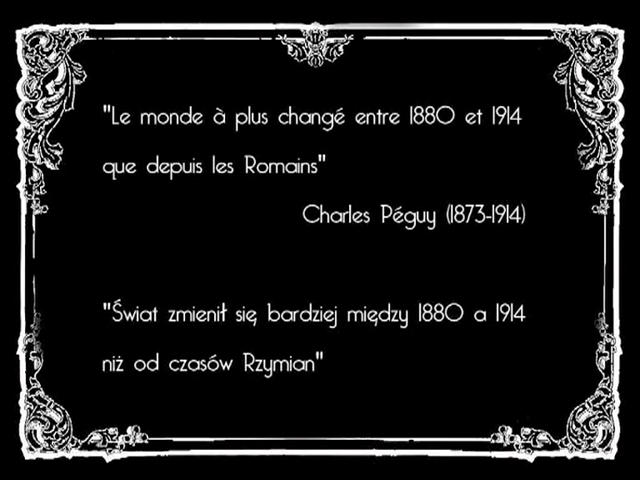 "Le monde à plus changé entre 1880 et 1914
que depuis les Romains"
Charles Péguy (1873-1914)
"Świat zmienił się bardziej między 1880 a 1914
niż od czasów Rzymian"